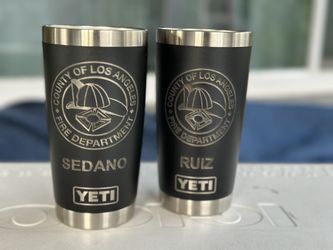 COUNTY OF LOS ANGELES
FIRE DEPARTMENT
SEDANO
YETI
COUNTY OF LOS ANGELES
FIRE DEPARTMENT
RUIZ
YETI